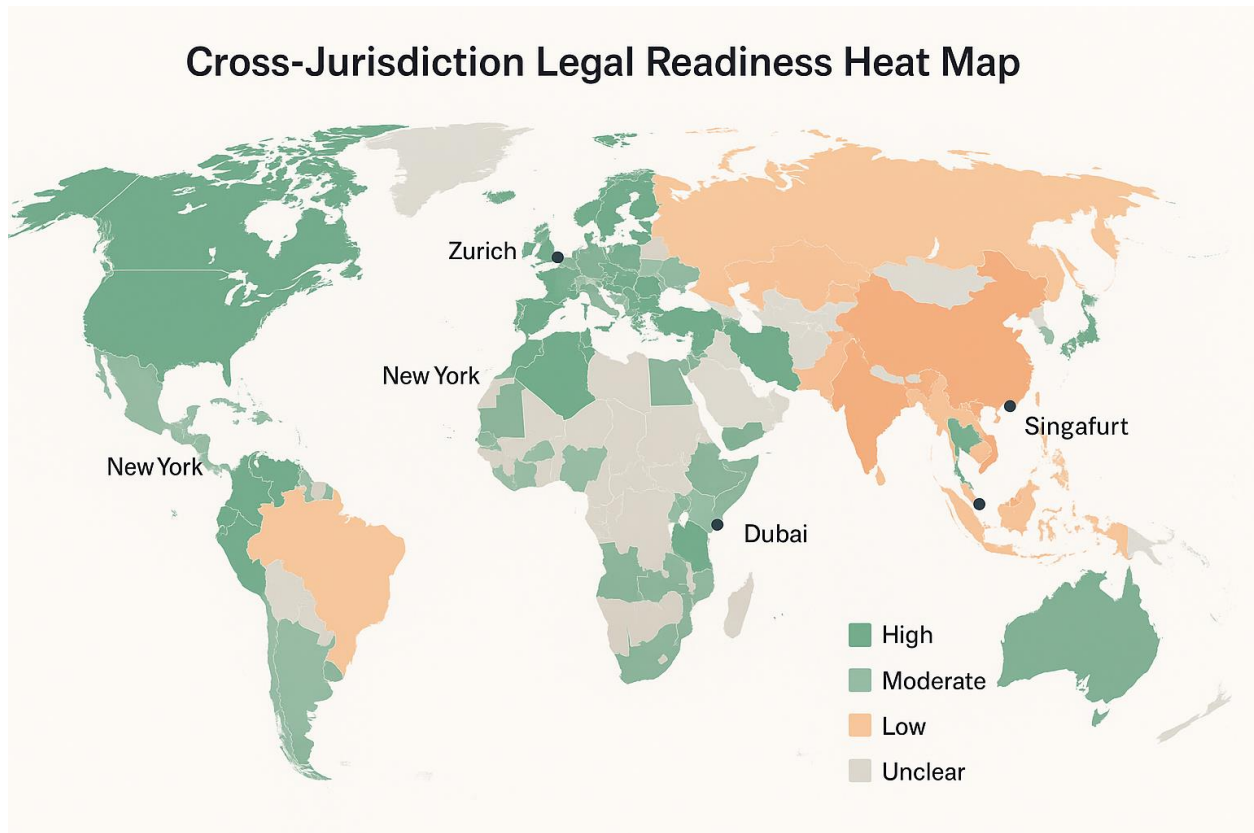 Cross-Jurisdiction Legal Readiness Heat Map
Zurich
New York
New York
Singafurt
Dubai
High
Moderate
Low
Unclear